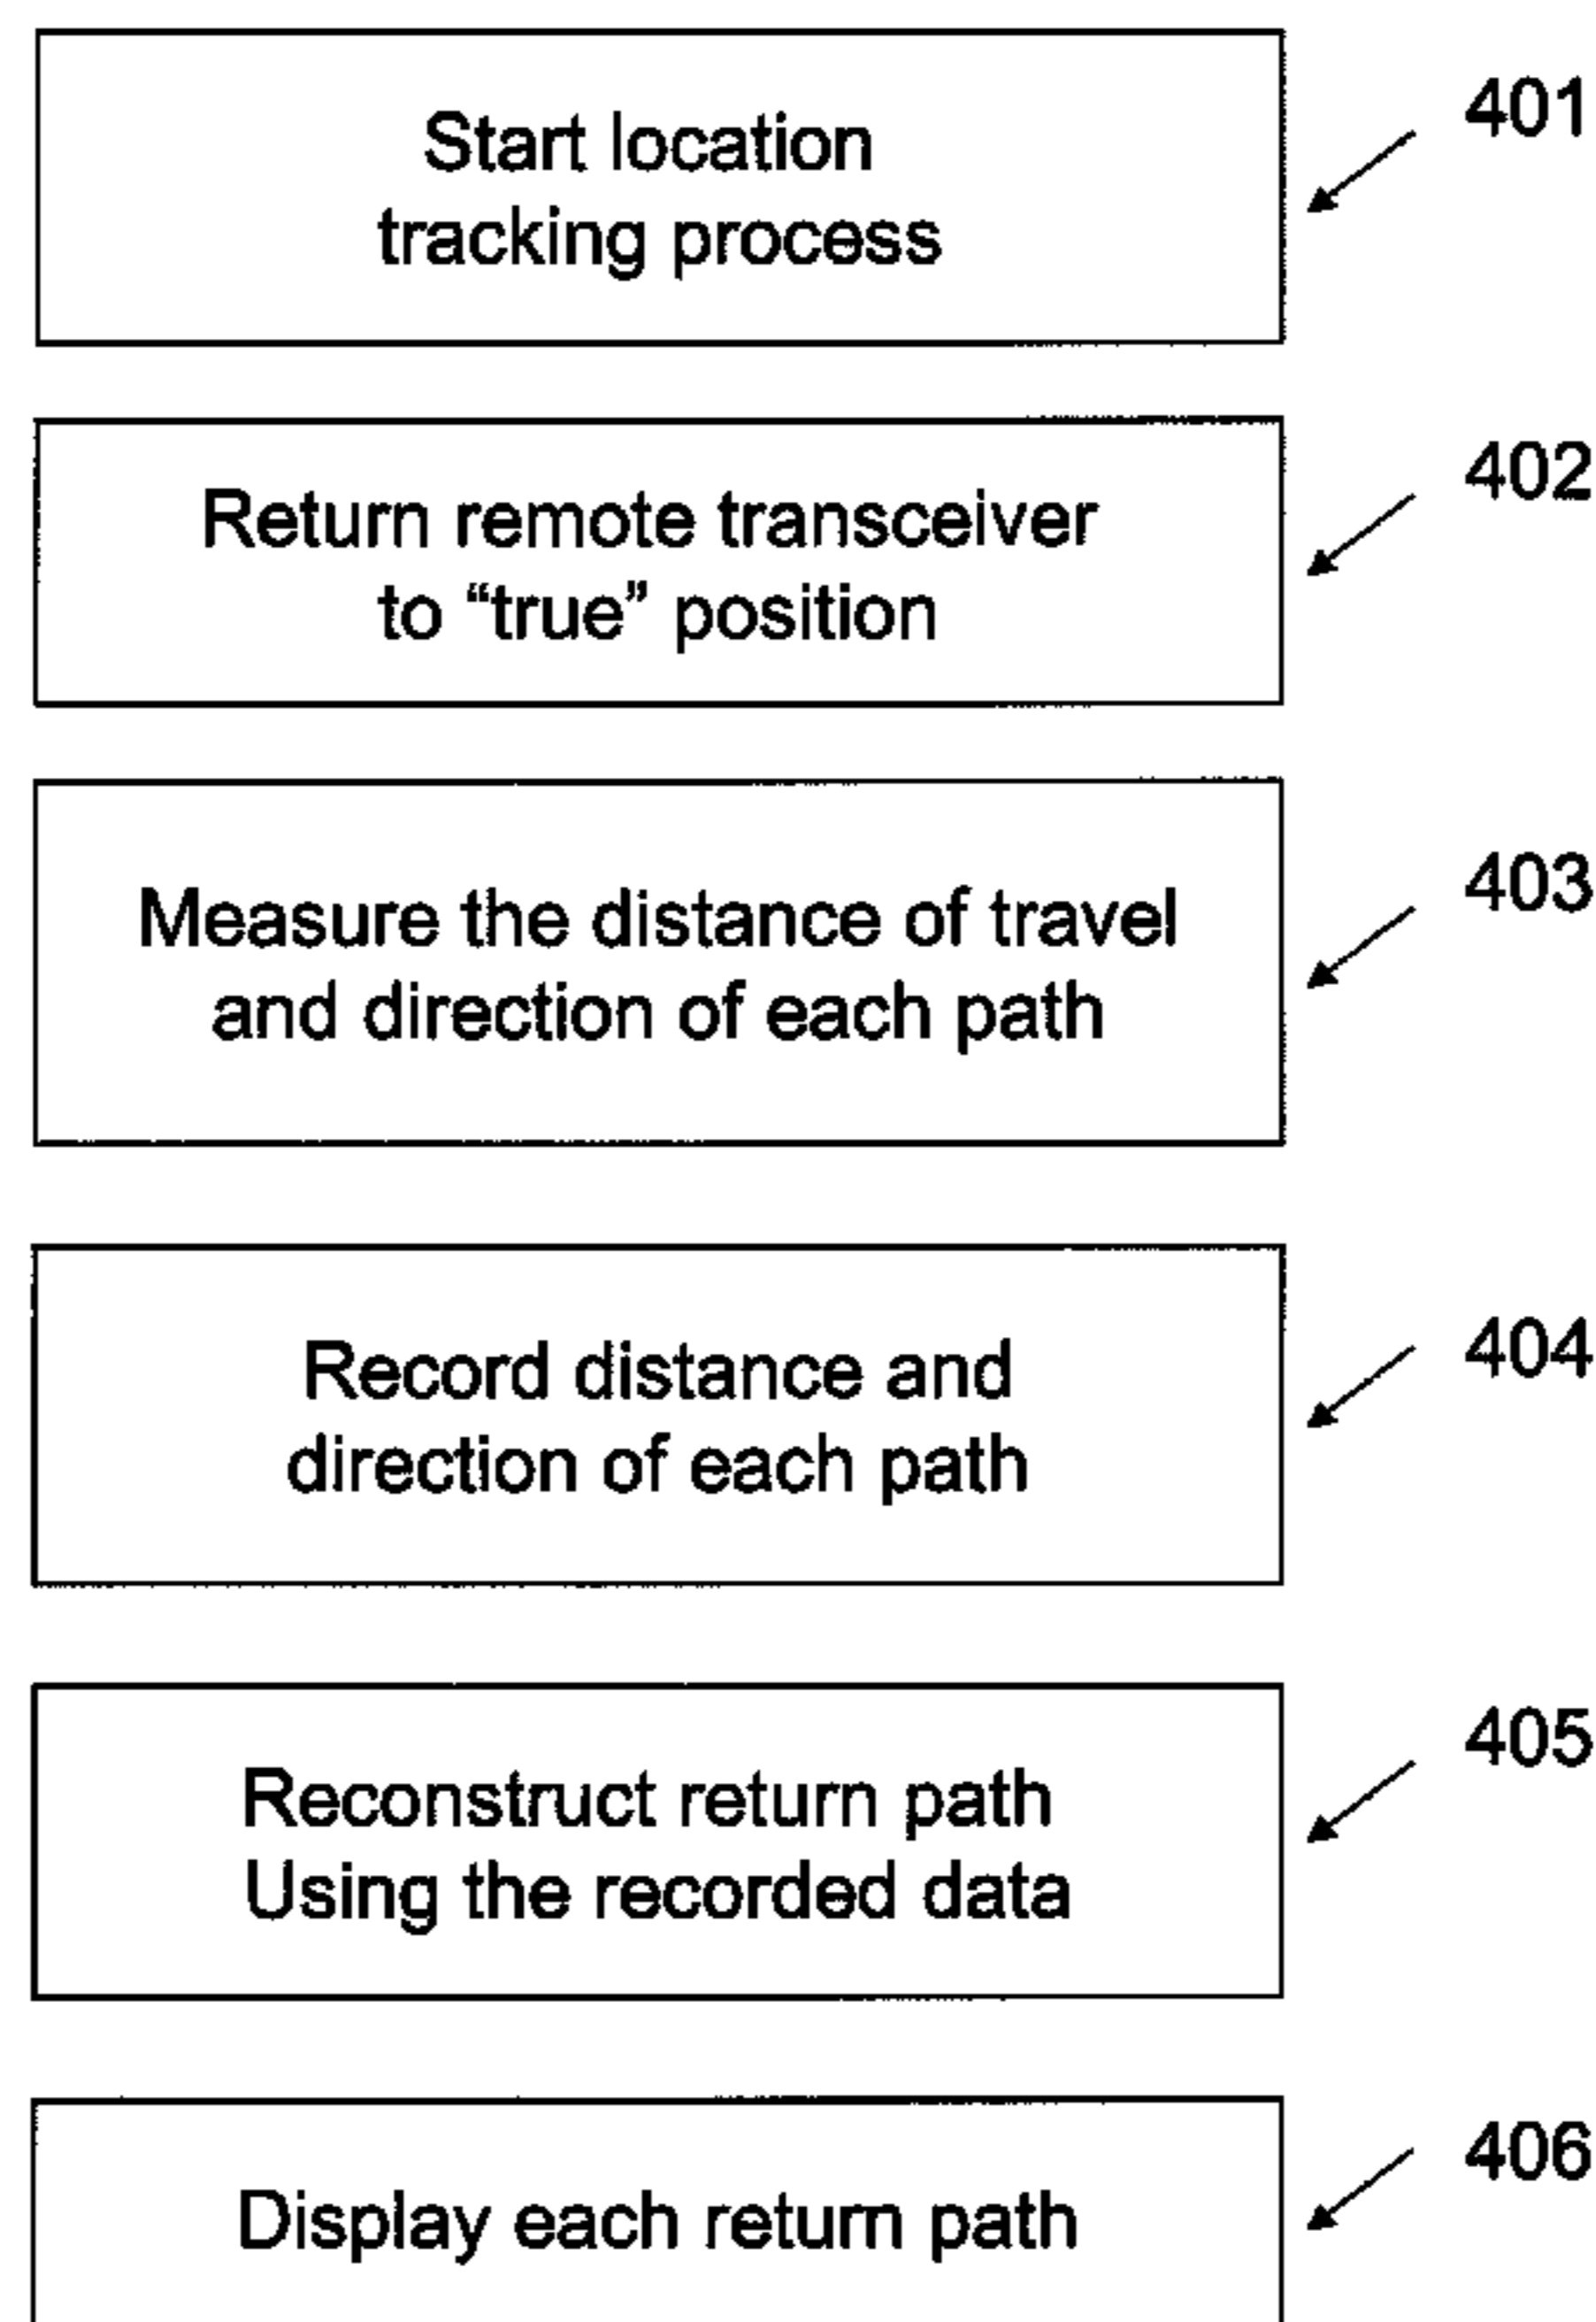 Start location
tracking process
401
Return remote transceiver
to “true” position
402
Measure the distance of travel
and direction of each path
403
Record distance and
direction of each path
404
Reconstruct return path
Using the recorded data
405
Display each return path
406